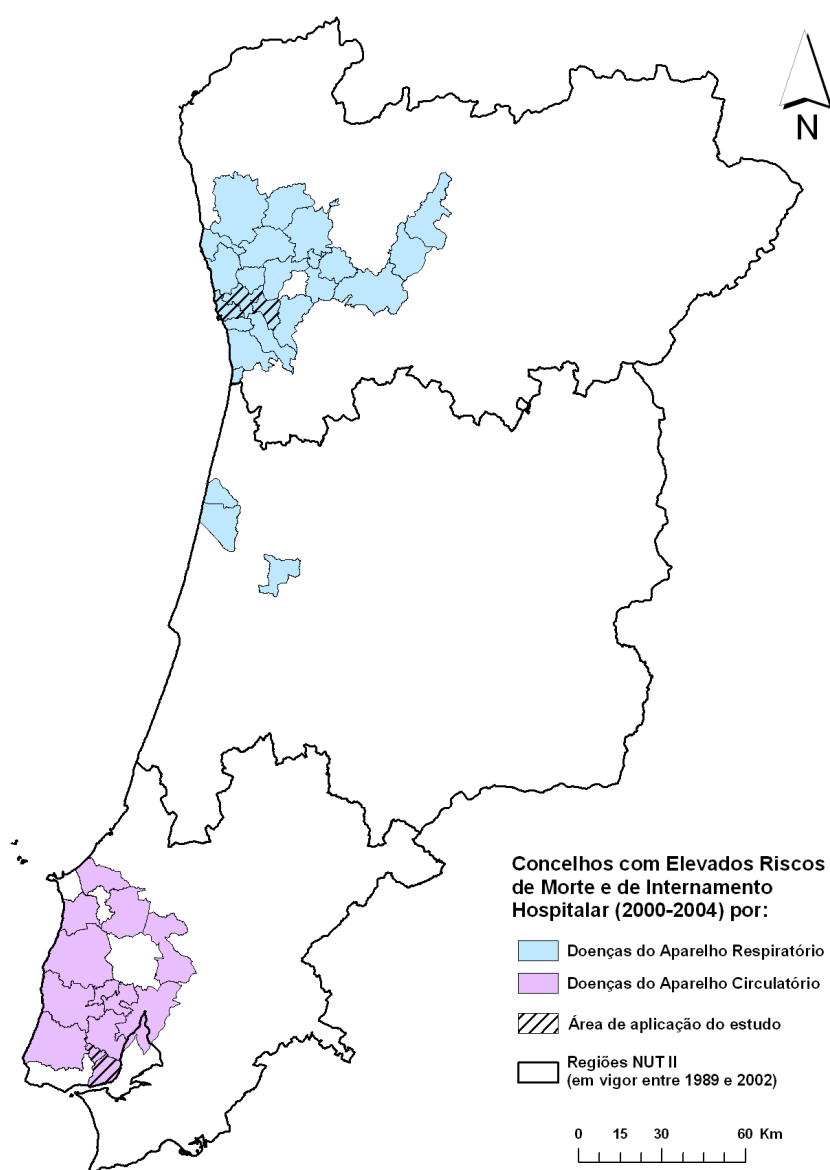 N
Concelhos com Elevados Riscos
de Morte e de Internamento
Hospitalar (2000-2004) por:
Doenças do Aparelho Respiratório
Doenças do Aparelho Circulatório
Área de aplicação do estudo
Regiões NUT II
(em vigor entre 1989 e 2002)
0 15 30 60 Km